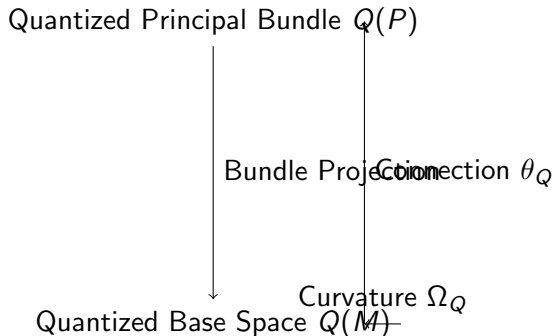 Quantized Principal Bundle Q(P)
Bundle Projection
Connection θ_Q
Curvature Ω_Q
Quantized Base Space Q(M)